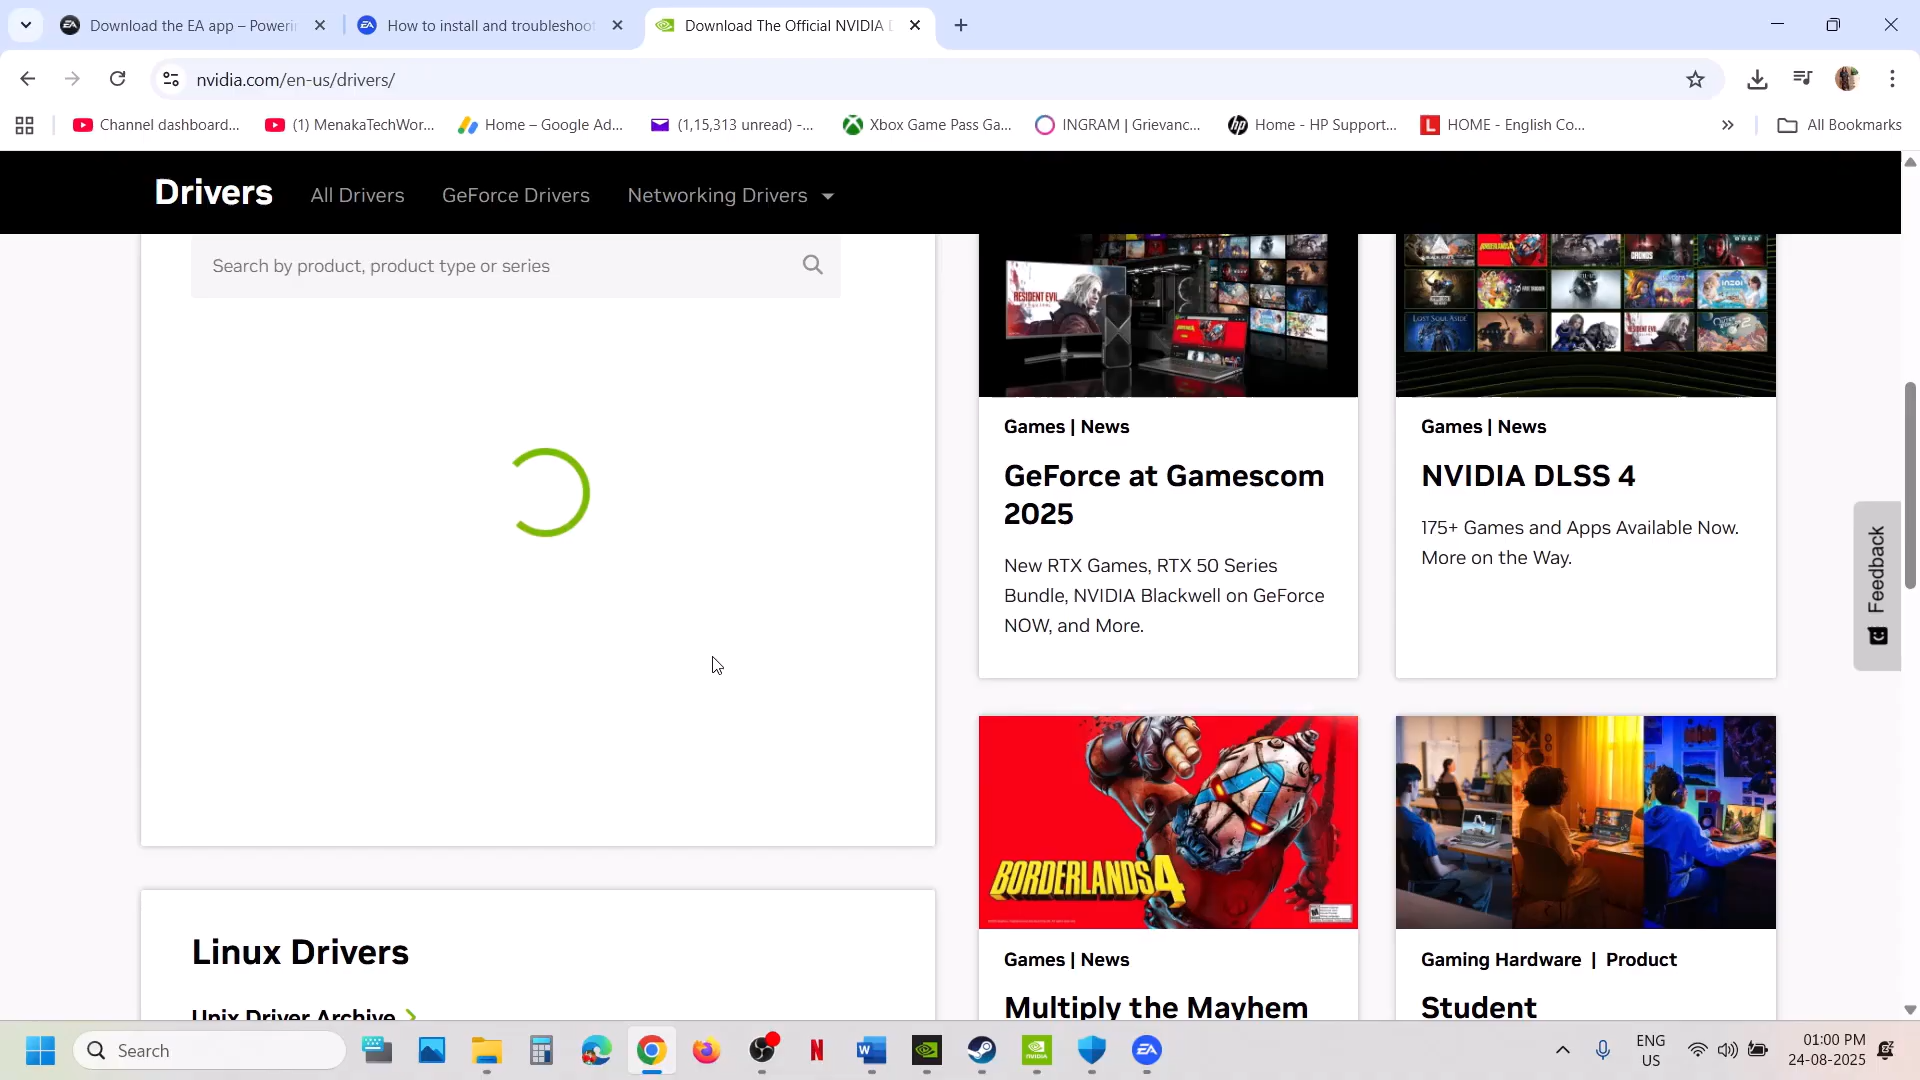 Download the EA app – Powerin
How to install and troubleshoot
Download The Official NVIDIA D
nvidia.com/en-us/drivers/
Channel dashboard...
(1) MenakaTechWor...
Home – Google Ad...
(1,15,313 unread) -...
Xbox Game Pass Ga...
INGRAM | Grievanc...
Home - HP Support...
HOME - English Co...
All Bookmarks
Drivers
All Drivers
GeForce Drivers
Networking Drivers
Search by product, product type or series
Games | News
GeForce at Gamescom
2025
New RTX Games, RTX 50 Series
Bundle, NVIDIA Blackwell on GeForce
NOW, and More.
Games | News
NVIDIA DLSS 4
175+ Games and Apps Available Now.
More on the Way.
Feedback
RESIDENT EVIL
LOST SOUL ASIDE
BORDERLANDS 4
Linux Drivers
Unix Driver Archive
Games | News
Multiply the Mayhem
Gaming Hardware | Product
Student
Search
ENG
US
01:00 PM
24-08-2025